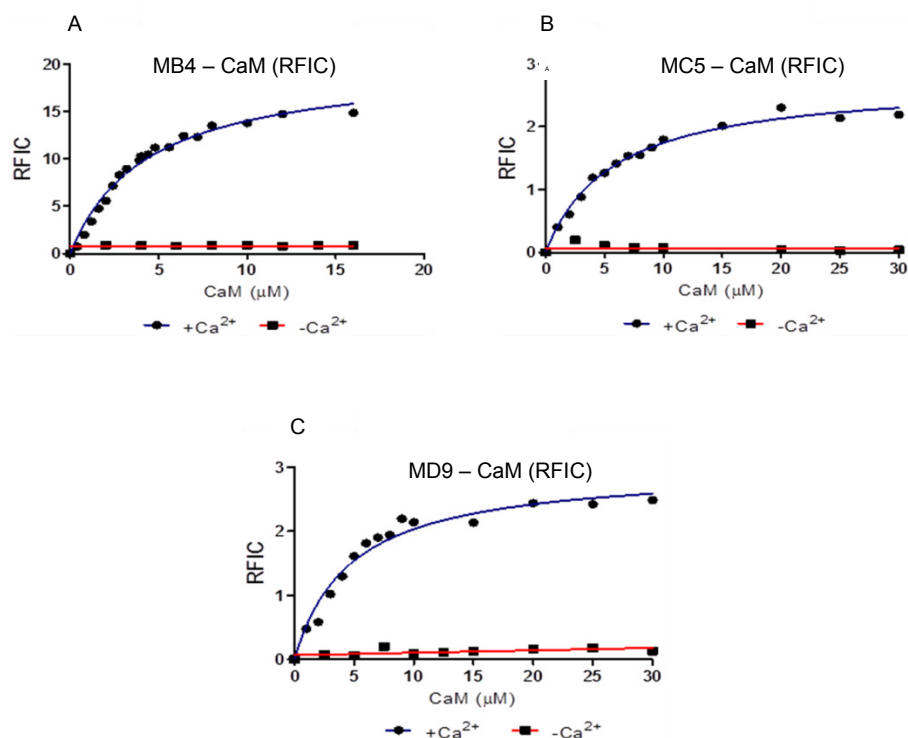 A
MB4 – CaM (RFIC)
20
15
10
5
0
RFIC
0 5 10 15 20
CaM (μM)
+Ca²⁺ -Ca²⁺
B
A
MC5 – CaM (RFIC)
3
2
1
0
RFIC
0 5 10 15 20 25 30
CaM (μM)
+Ca²⁺ -Ca²⁺
C
MD9 – CaM (RFIC)
3
2
1
0
RFIC
0 5 10 15 20 25 30
CaM (μM)
+Ca²⁺ -Ca²⁺